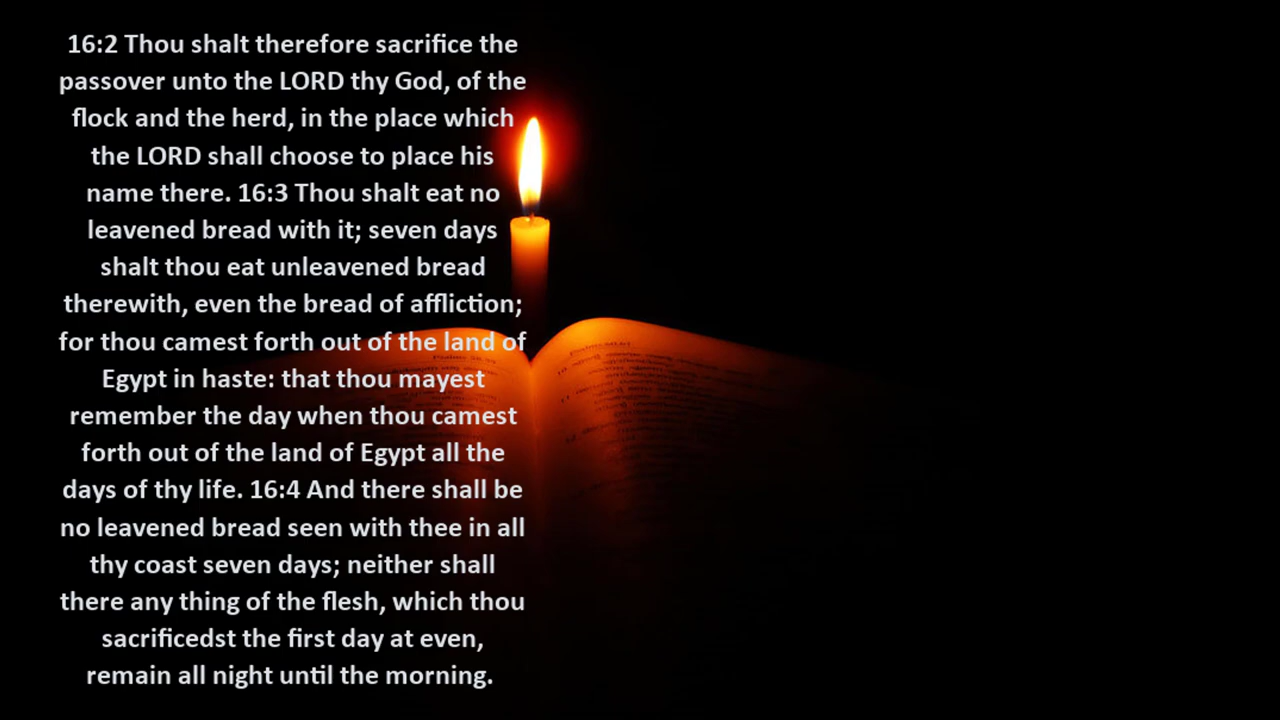 16:2 Thou shalt therefore sacrifice the
passover unto the LORD thy God, of the
flock and the herd, in the place which
the LORD shall choose to place his
name there. 16:3 Thou shalt eat no
leavened bread with it; seven days
shalt thou eat unleavened bread
therewith, even the bread of affliction;
for thou camest forth out of the land of
Egypt in haste: that thou mayest
remember the day when thou camest
forth out of the land of Egypt all the
days of thy life. 16:4 And there shall be
no leavened bread seen with thee in all
thy coast seven days; neither shall
there any thing of the flesh, which thou
sacrificedst the first day at even,
remain all night until the morning.